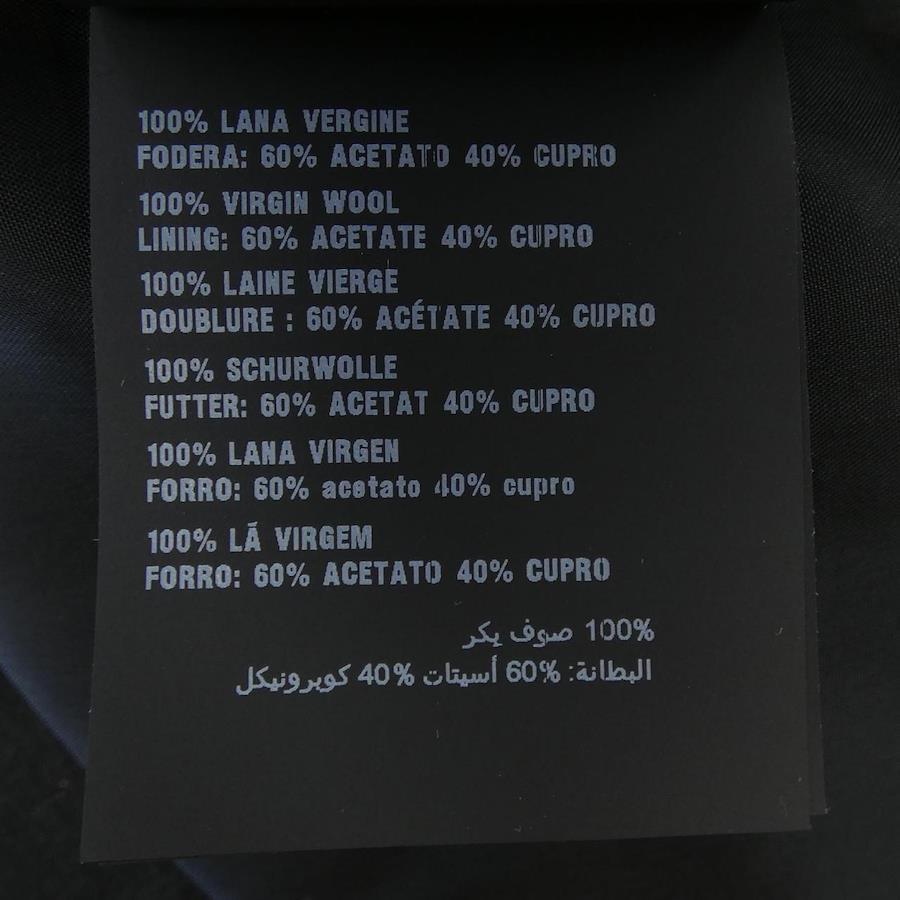 100% LANA VERGINE
FODERA: 60% ACETATO 40% CUPRO
100% VIRGIN WOOL
LINING: 60% ACETATE 40% CUPRO
100% LAINE VIERGE
DOUBLURE : 60% ACÉTATE 40% CUPRO
100% SCHURWOLLE
FUTTER: 60% ACETAT 40% CUPRO
100% LANA VIRGEN
FORRO: 60% acetato 40% cupro
100% LÃ VIRGEM
FORRO: 60% ACETATO 40% CUPRO
100% صوف بكر
البطانة: 60% أسيتات 40% كوبرونيكل